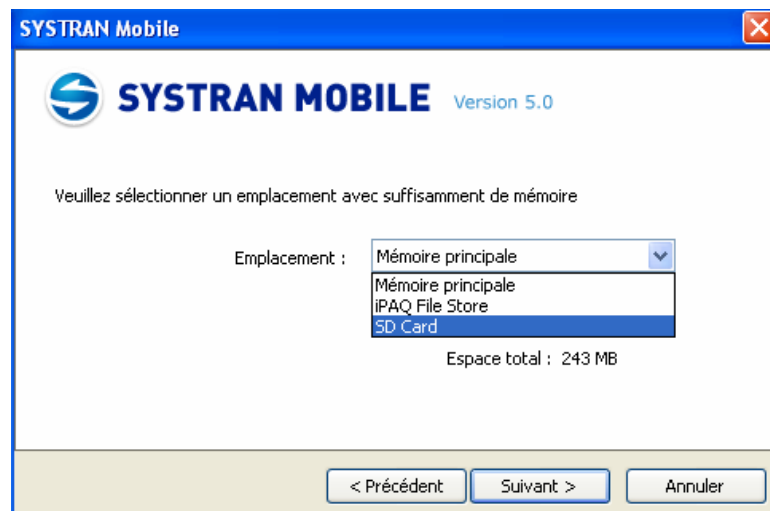 SYSTRAN Mobile
SYSTRAN MOBILE Version 5.0
Veuillez sélectionner un emplacement avec suffisamment de mémoire
Emplacement : Mémoire principale
Mémoire principale
iPAQ File Store
SD Card
Espace total : 243 MB
< Précédent Suivant > Annuler